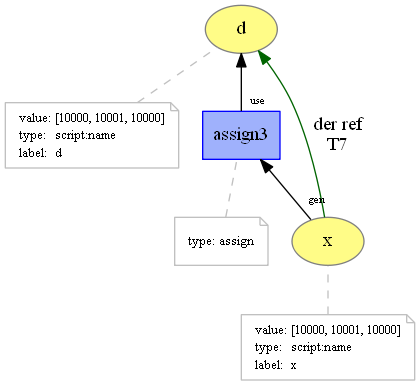 d
use
value: [10000, 10001, 10000]
type: script:name
label: d
assign3
der ref
T7
gen
type: assign
x
value: [10000, 10001, 10000]
type: script:name
label: x